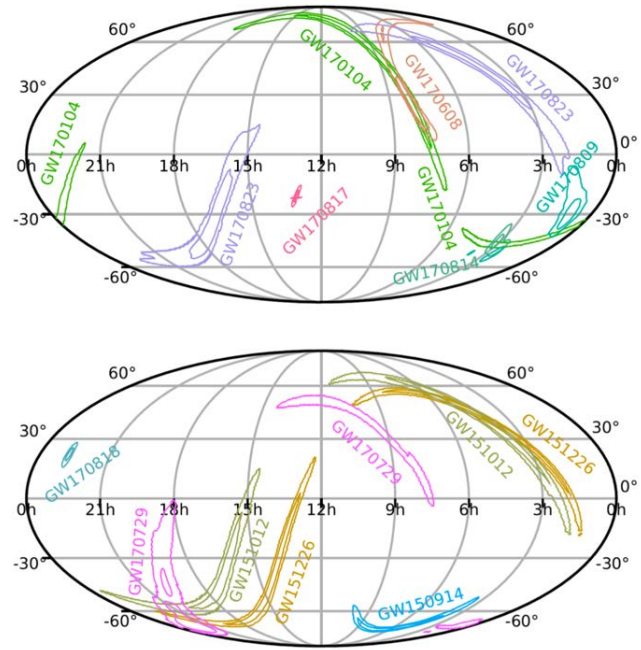 60° 60°
GW170104 GW170608 GW170823
30° 30°
GW170104
0h 21h 18h 15h 12h 9h 6h 3h 0h 0°
GW170823 GW170817 GW170104 GW170809
-30° -30°
GW170814
-60° -60°
60° 60°
GW170818 GW170729 GW151012 GW151226
30° 30°
0h 21h 18h 15h 12h 9h 6h 3h 0h 0°
GW170729 GW151012 GW151226
-30° -30°
GW150914
-60° -60°